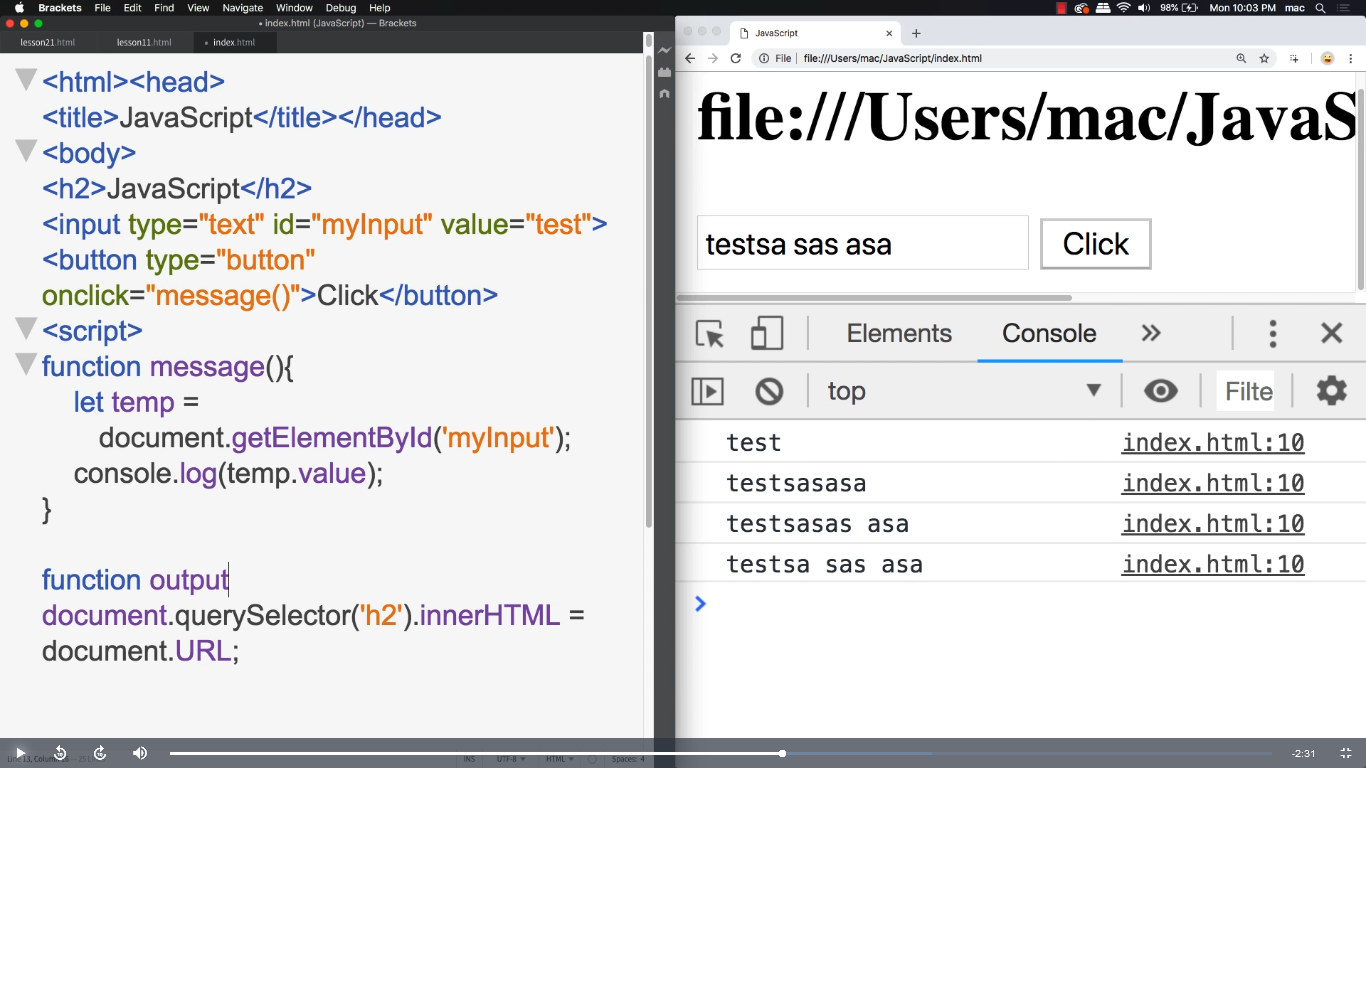 Brackets File Edit Find View Navigate Window Debug Help 98% Mon 10:03 PM mac
• index.html (JavaScript) — Brackets
lesson21.html lesson11.html • index.html
<html><head>
<title>JavaScript</title></head>
<body>
<h2>JavaScript</h2>
<input type="text" id="myInput" value="test">
<button type="button"
onclick="message()">Click</button>
<script>
function message(){
let temp =
document.getElementById('myInput');
console.log(temp.value);
}
function output
document.querySelector('h2').innerHTML =
document.URL;
INS UTF-8 HTML Spaces: 4
JavaScript
File file:///Users/mac/JavaScript/index.html
file:///Users/mac/JavaS
testsa sas asa Click
Elements Console
top Filte
test index.html:10
testsasasa index.html:10
testsasas asa index.html:10
testsa sas asa index.html:10
-2:31